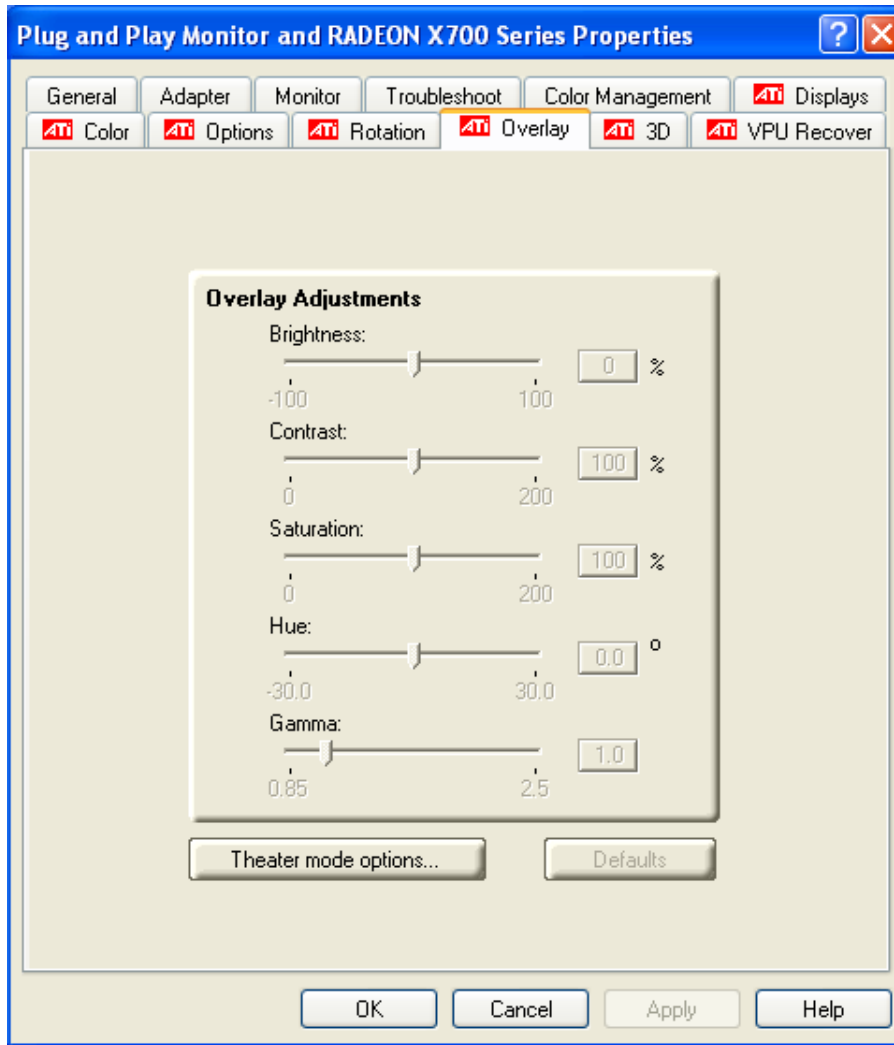 Plug and Play Monitor and RADEON X700 Series Properties
General Adapter Monitor Troubleshoot Color Management ATI Displays
ATI Color ATI Options ATI Rotation ATI Overlay ATI 3D ATI VPU Recover
Overlay Adjustments
Brightness:
0 %
-100 100
Contrast:
100 %
0 200
Saturation:
100 %
0 200
Hue:
0.0 o
-30.0 30.0
Gamma:
1.0
0.85 2.5
Theater mode options... Defaults
OK Cancel Apply Help